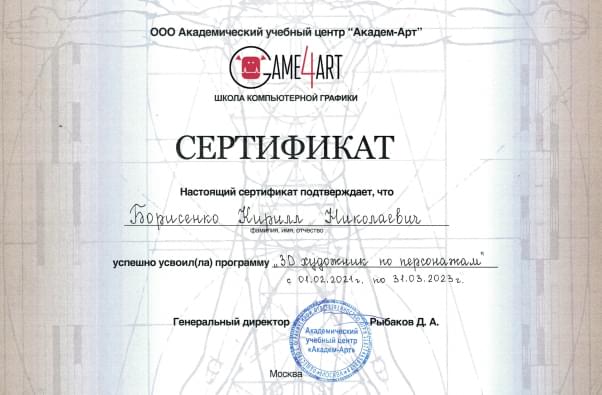 ООО Академический учебный центр "Академ-Арт"
GAME4ART
ШКОЛА КОМПЬЮТЕРНОЙ ГРАФИКИ
СЕРТИФИКАТ
Настоящий сертификат подтверждает, что
Борисенко Кирилл Николаевич
фамилия, имя, отчество
успешно усвоил(ла) программу „3D художник по персонажам"
с 01.02.2021г. по 31.03.2023г.
Генеральный директор Рыбаков Д. А.
Академический
учебный центр
«Академ-Арт»
Москва